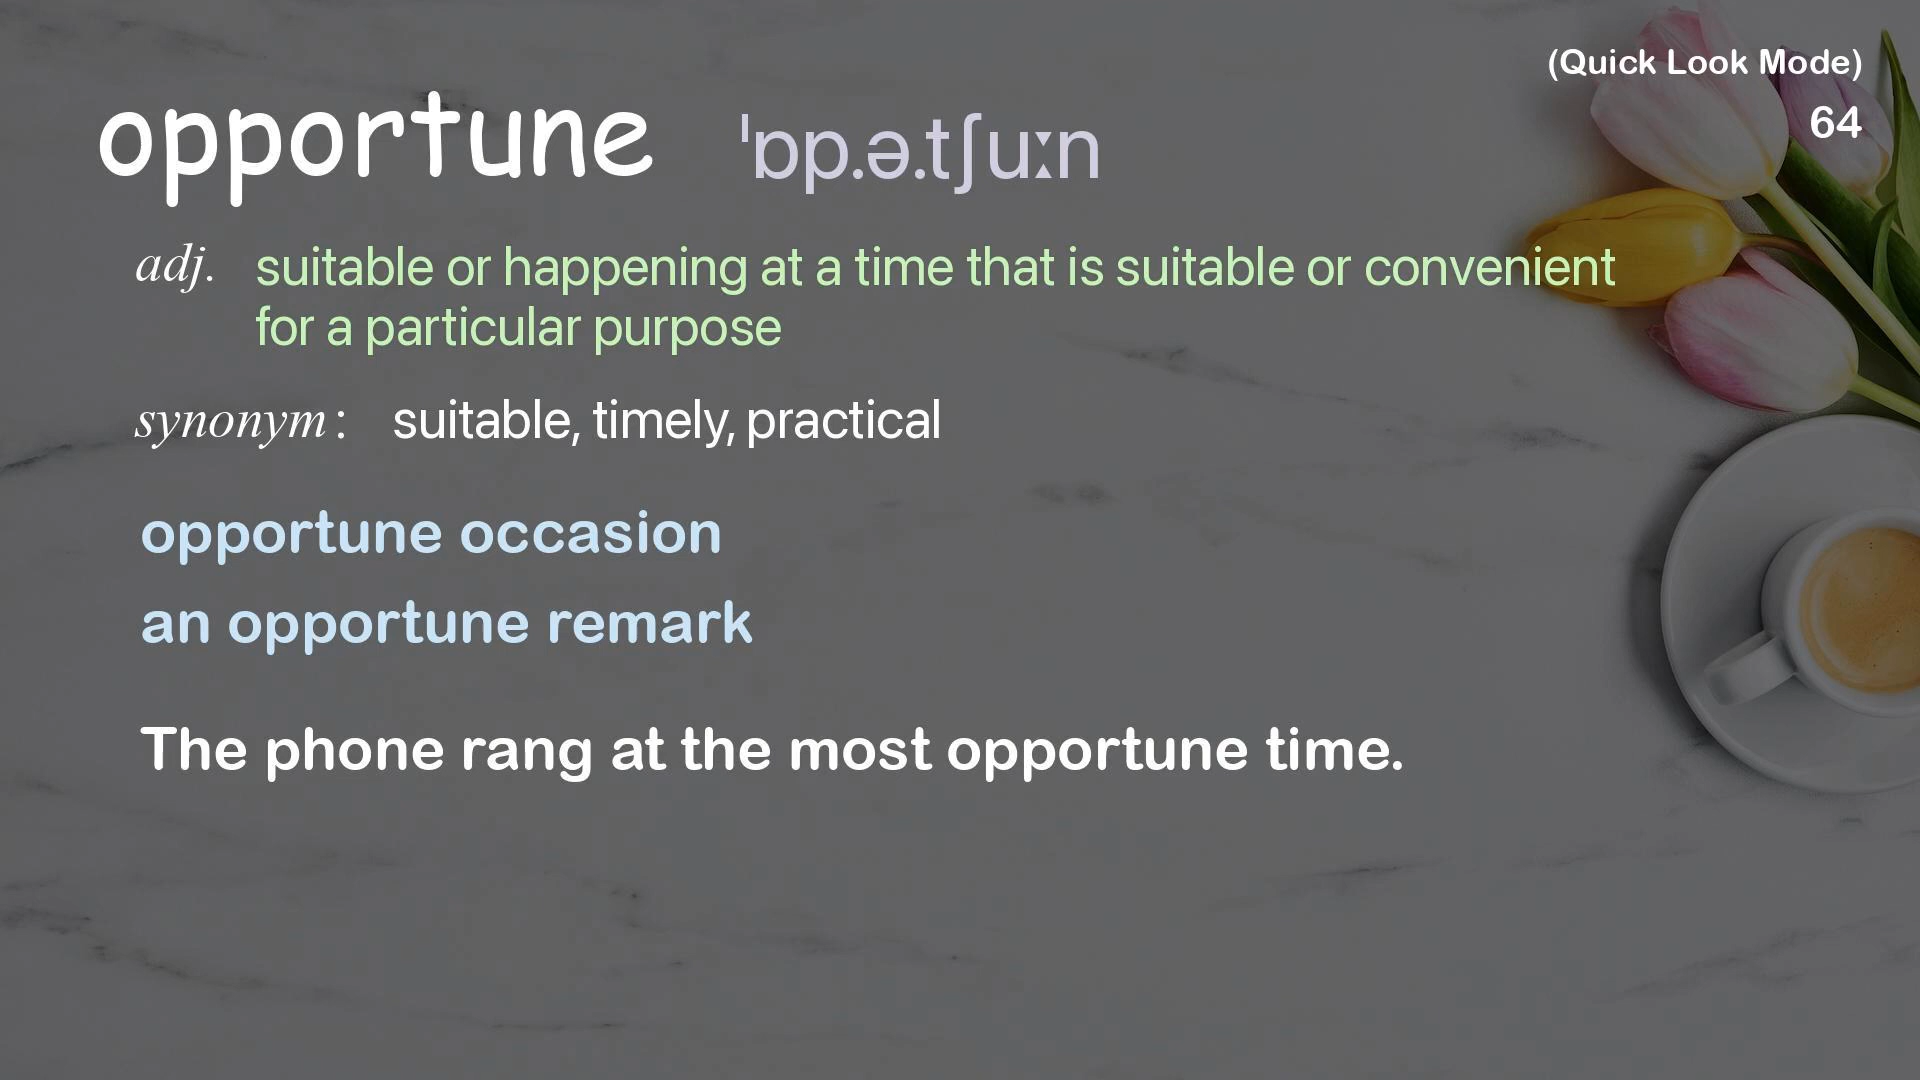 (Quick Look Mode)
64
opportune ˈɒp.ə.tʃuːn
adj. suitable or happening at a time that is suitable or convenient
for a particular purpose
synonym: suitable, timely, practical
opportune occasion
an opportune remark
The phone rang at the most opportune time.